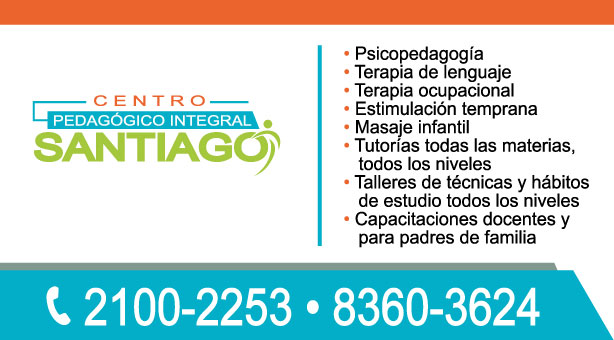 CENTRO
PEDAGÓGICO INTEGRAL
SANTIAGO
• Psicopedagogía
• Terapia de lenguaje
• Terapia ocupacional
• Estimulación temprana
• Masaje infantil
• Tutorías todas las materias,
todos los niveles
• Talleres de técnicas y hábitos
de estudio todos los niveles
• Capacitaciones docentes y
para padres de familia
2100-2253 • 8360-3624